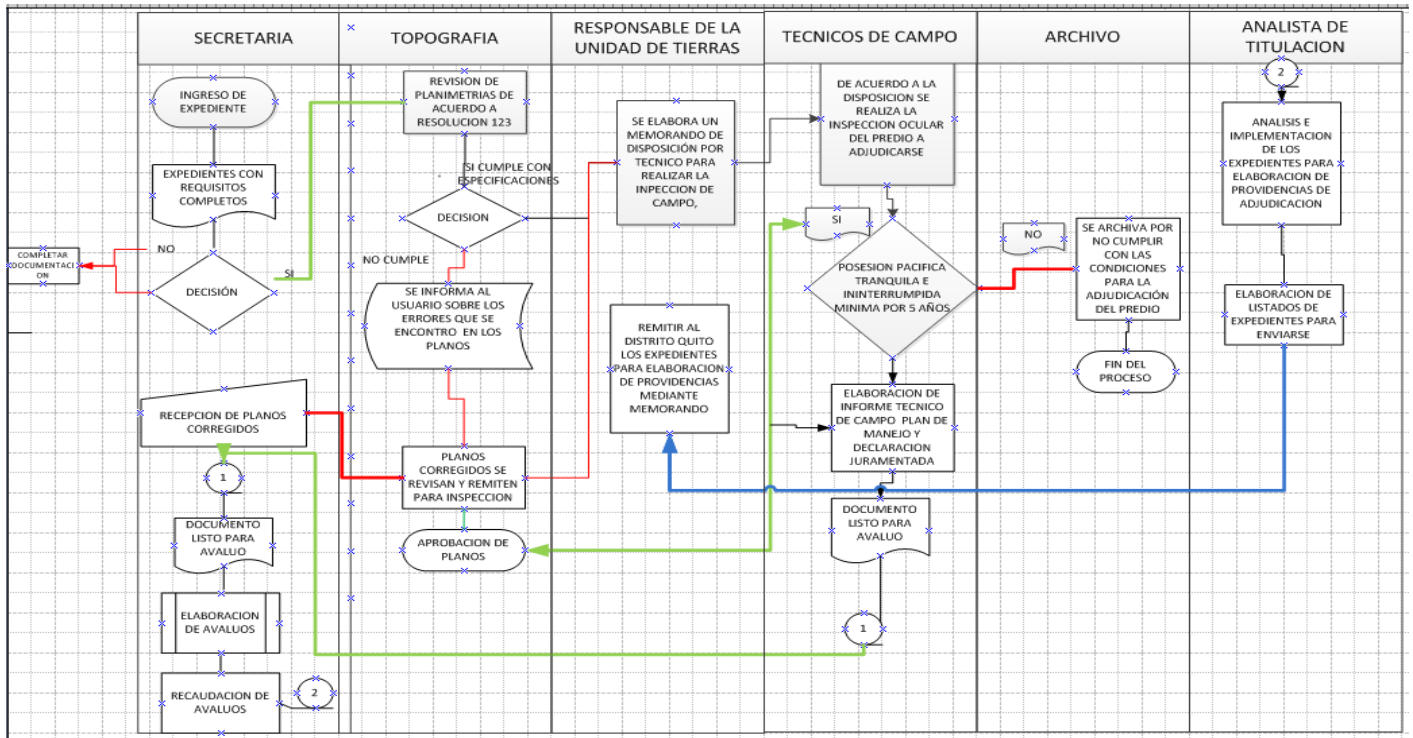 SECRETARIA
TOPOGRAFIA
RESPONSABLE DE LA
UNIDAD DE TIERRAS
TECNICOS DE CAMPO
ARCHIVO
ANALISTA DE
TITULACION
INGRESO DE
EXPEDIENTE
EXPEDIENTES CON
REQUISITOS
COMPLETOS
NO
COMPLETAR
DOCUMENTACI
ON
DECISIÓN
SI
RECEPCION DE PLANOS
CORREGIDOS
1
DOCUMENTO
LISTO PARA
AVALUO
ELABORACION
DE AVALUOS
RECAUDACION DE
AVALUOS
2
REVISION DE
PLANIMETRIAS DE
ACUERDO A
RESOLUCION 123
SI CUMPLE CON
ESPECIFICACIONES
DECISION
NO CUMPLE
SE INFORMA AL
USUARIO SOBRE LOS
ERRORES QUE SE
ENCONTRO EN LOS
PLANOS
PLANOS
CORREGIDOS SE
REVISAN Y REMITEN
PARA INSPECCION
APROBACION DE
PLANOS
SE ELABORA UN
MEMORANDO DE
DISPOSICIÓN POR
TECNICO PARA
REALIZAR LA
INPECCION DE
CAMPO,
REMITIR AL
DISTRITO QUITO
LOS EXPEDIENTES
PARA ELABORACION
DE PROVIDENCIAS
MEDIANTE
MEMORANDO
DE ACUERDO A LA
DISPOSICION SE
REALIZA LA
INSPECCION OCULAR
DEL PREDIO A
ADJUDICARSE
SI
POSESION PACIFICA
TRANQUILA E
ININTERRUMPIDA
MINIMA POR 5 AÑOS
ELABORACION DE
INFORME TECNICO
DE CAMPO PLAN DE
MANEJO Y
DECLARACION
JURAMENTADA
DOCUMENTO
LISTO PARA
AVALUO
1
NO
SE ARCHIVA POR
NO CUMPLIR
CON LAS
CONDICIONES
PARA LA
ADJUDICACIÓN
DEL PREDIO
FIN DEL
PROCESO
2
ANALISIS E
IMPLEMENTACION
DE LOS
EXPEDIENTES PARA
ELABORACION DE
PROVIDENCIAS DE
ADJUDICACION
ELABORACION DE
LISTADOS DE
EXPEDIENTES PARA
ENVIARSE